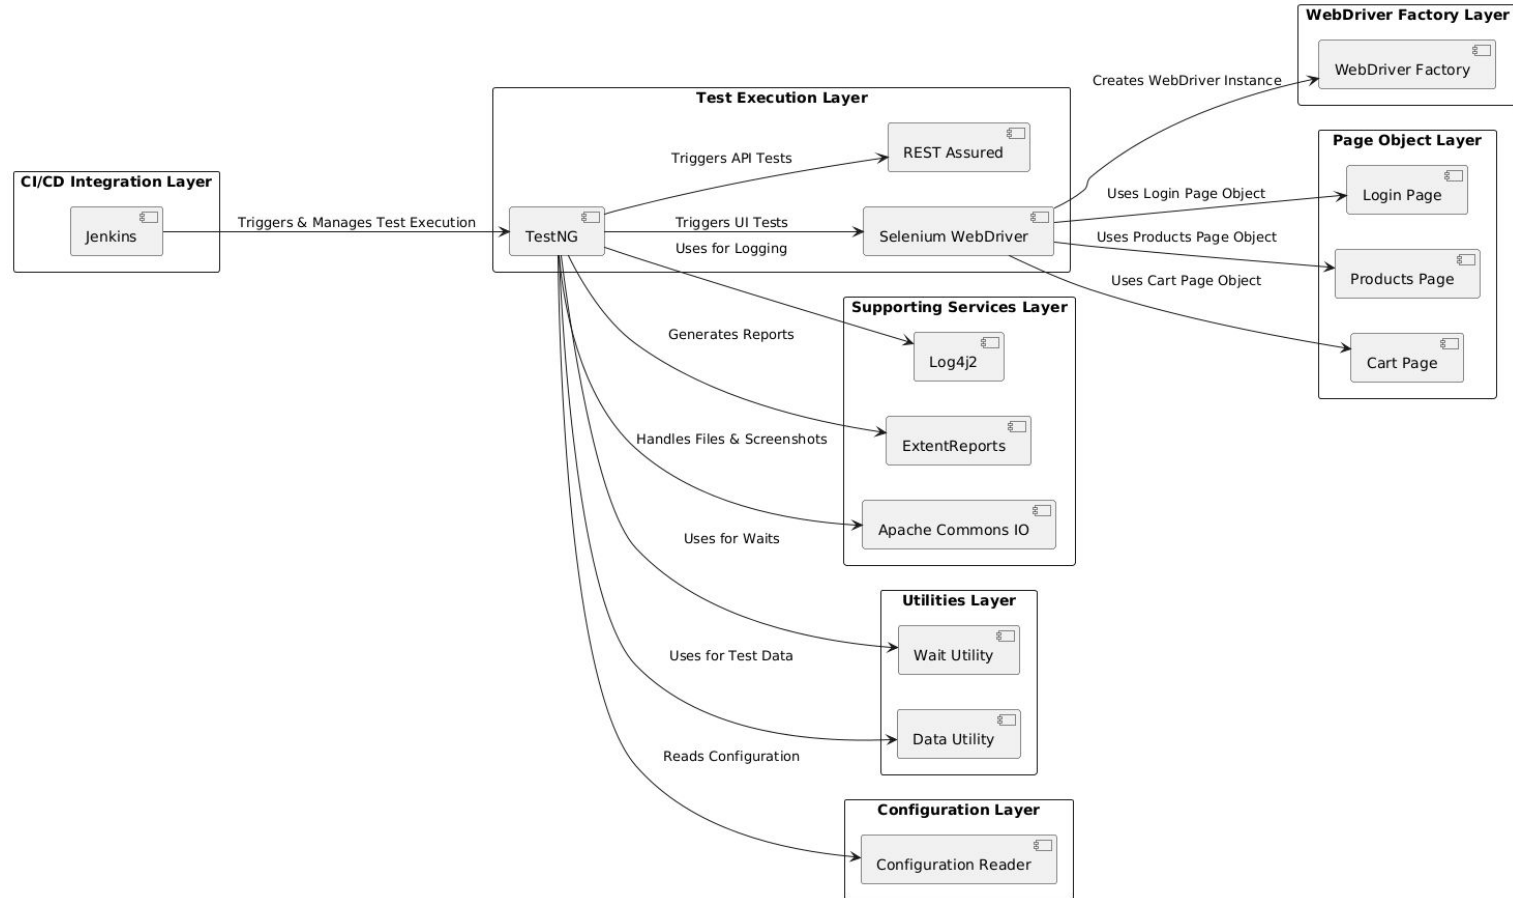 WebDriver Factory Layer
WebDriver Factory
Creates WebDriver Instance
Test Execution Layer
REST Assured
Triggers API Tests
Page Object Layer
Login Page
Uses Login Page Object
CI/CD Integration Layer
Jenkins
Triggers & Manages Test Execution
TestNG
Triggers UI Tests
Selenium WebDriver
Uses for Logging
Uses Products Page Object
Products Page
Uses Cart Page Object
Cart Page
Supporting Services Layer
Generates Reports
Log4j2
Handles Files & Screenshots
ExtentReports
Apache Commons IO
Uses for Waits
Utilities Layer
Wait Utility
Uses for Test Data
Data Utility
Reads Configuration
Configuration Layer
Configuration Reader